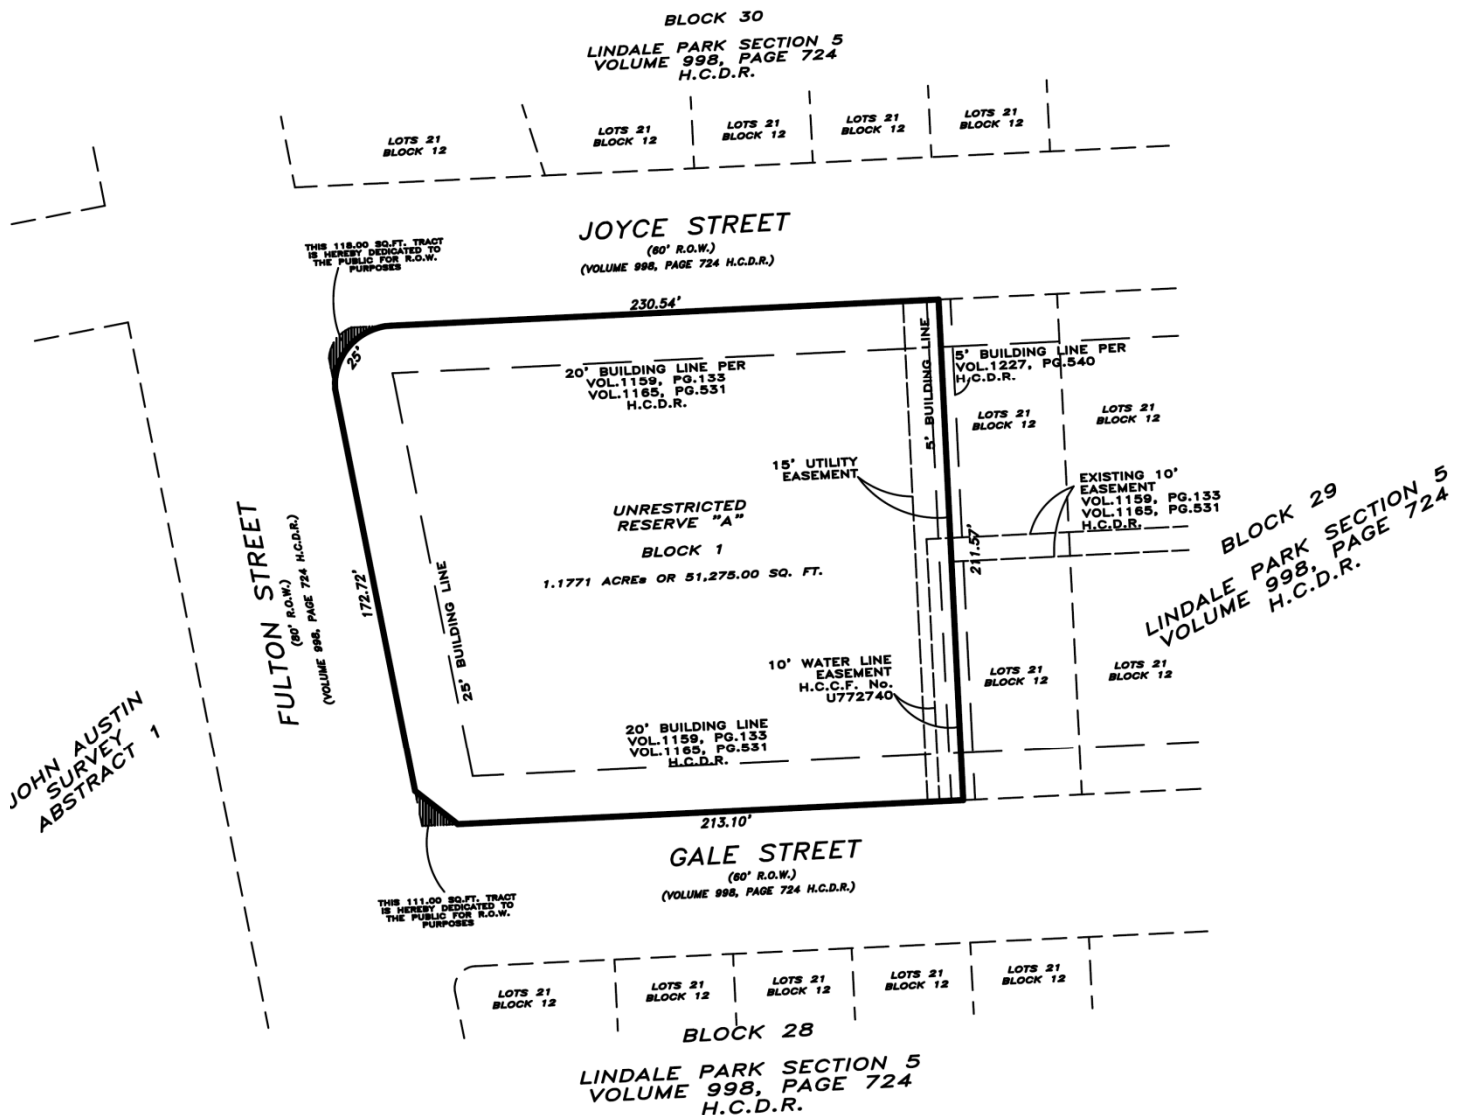 BLOCK 30
LINDALE PARK SECTION 5
VOLUME 998, PAGE 724
H.C.D.R.
LOTS 21
BLOCK 12
LOTS 21
BLOCK 12
LOTS 21
BLOCK 12
LOTS 21
BLOCK 12
LOTS 21
BLOCK 12
JOYCE STREET
(60' R.O.W.)
(VOLUME 998, PAGE 724 H.C.D.R.)
THIS 118.00 SQ.FT. TRACT
IS HEREBY DEDICATED TO
THE PUBLIC FOR R.O.W.
PURPOSES
230.54'
25'
20' BUILDING LINE PER
VOL.1159, PG.133
VOL.1165, PG.531
H.C.D.R.
5' BUILDING LINE
5' BUILDING LINE PER
VOL.1227, PG.540
H.C.D.R.
LOTS 21
BLOCK 12
LOTS 21
BLOCK 12
15' UTILITY
EASEMENT
EXISTING 10'
EASEMENT
VOL.1159, PG.133
VOL.1165, PG.531
H.C.D.R.
UNRESTRICTED
RESERVE "A"
BLOCK 1
1.1771 ACREs OR 51,275.00 SQ. FT.
211.57'
BLOCK 29
LINDALE PARK SECTION 5
VOLUME 998, PAGE 724
H.C.D.R.
FULTON STREET
(80' R.O.W.)
(VOLUME 998, PAGE 724 H.C.D.R.)
172.72'
25' BUILDING LINE
10' WATER LINE
EASEMENT
H.C.C.F. No.
U772740
LOTS 21
BLOCK 12
LOTS 21
BLOCK 12
JOHN AUSTIN
SURVEY
ABSTRACT 1
20' BUILDING LINE
VOL.1159, PG.133
VOL.1165, PG.531
H.C.D.R.
213.10'
GALE STREET
(60' R.O.W.)
(VOLUME 998, PAGE 724 H.C.D.R.)
THIS 111.00 SQ.FT. TRACT
IS HEREBY DEDICATED TO
THE PUBLIC FOR R.O.W.
PURPOSES
LOTS 21
BLOCK 12
LOTS 21
BLOCK 12
LOTS 21
BLOCK 12
LOTS 21
BLOCK 12
LOTS 21
BLOCK 12
BLOCK 28
LINDALE PARK SECTION 5
VOLUME 998, PAGE 724
H.C.D.R.